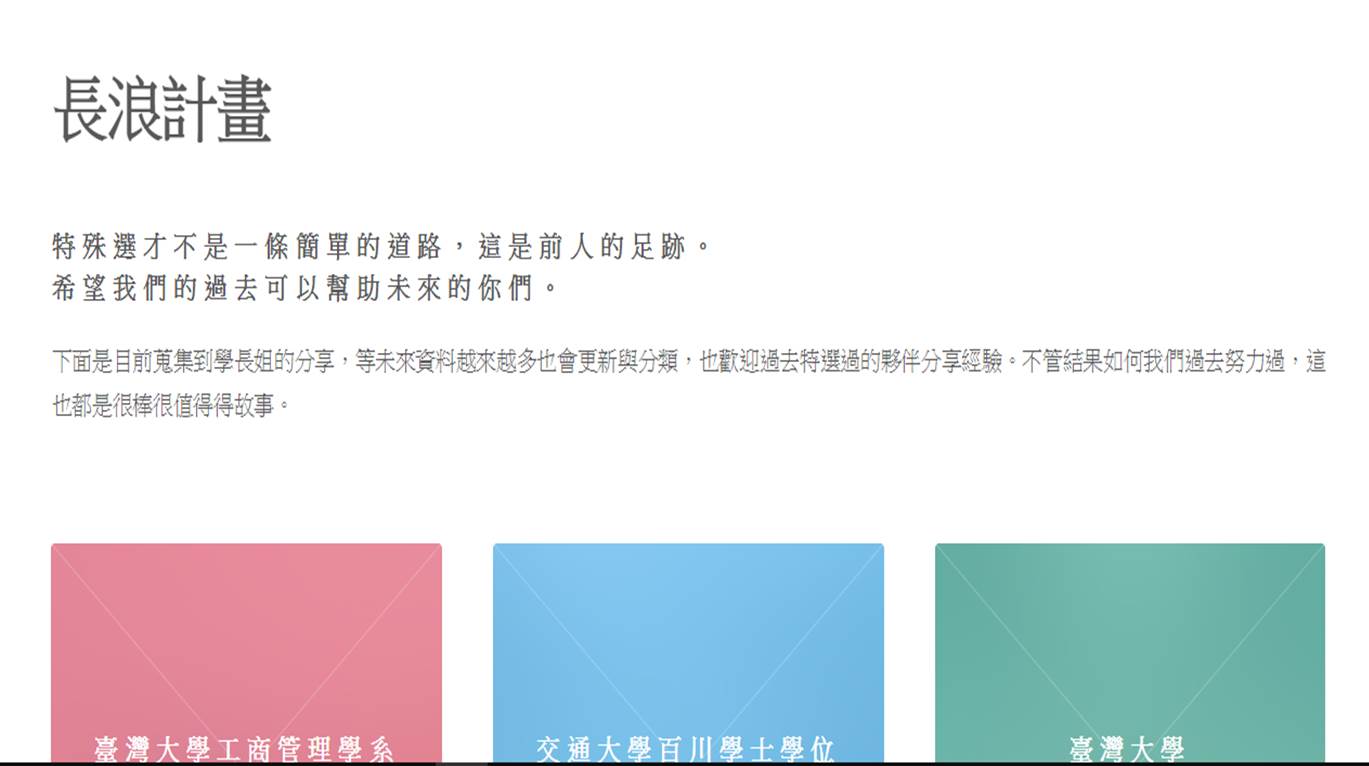 長浪計畫
特殊選才不是一條簡單的道路，這是前人的足跡。
希望我們的過去可以幫助未來的你們。
下面是目前蒐集到學長姐的分享，等未來資料越來越多也會更新與分類，也歡迎過去特選過的夥伴分享經驗。不管結果如何我們過去努力過，這
也都是很棒很值得得故事。
臺灣大學工商管理學系
交通大學百川學士學位
臺灣大學